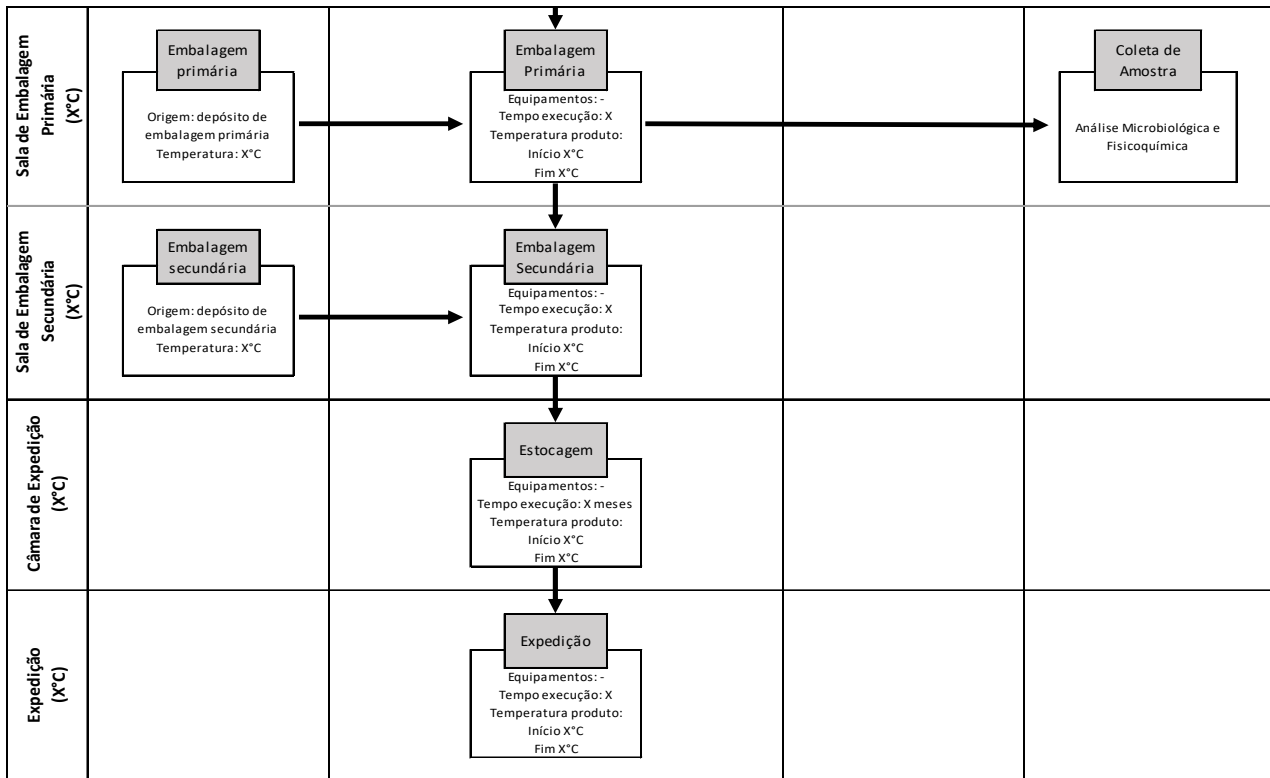 Sala de Embalagem
Primária
(X°C)
Embalagem
primária
Origem: depósito de
embalagem primária
Temperatura: X°C
Embalagem
Primária
Equipamentos: -
Tempo execução: X
Temperatura produto:
Início X°C
Fim X°C
Coleta de
Amostra
Análise Microbiológica e
Fisicoquímica
Sala de Embalagem
Secundária
(X°C)
Embalagem
secundária
Origem: depósito de
embalagem secundária
Temperatura: X°C
Embalagem
Secundária
Equipamentos: -
Tempo execução: X
Temperatura produto:
Início X°C
Fim X°C
Câmara de Expedição
(X°C)
Estocagem
Equipamentos: -
Tempo execução: X meses
Temperatura produto:
Início X°C
Fim X°C
Expedição
(X°C)
Expedição
Equipamentos: -
Tempo execução: X
Temperatura produto:
Início X°C
Fim X°C